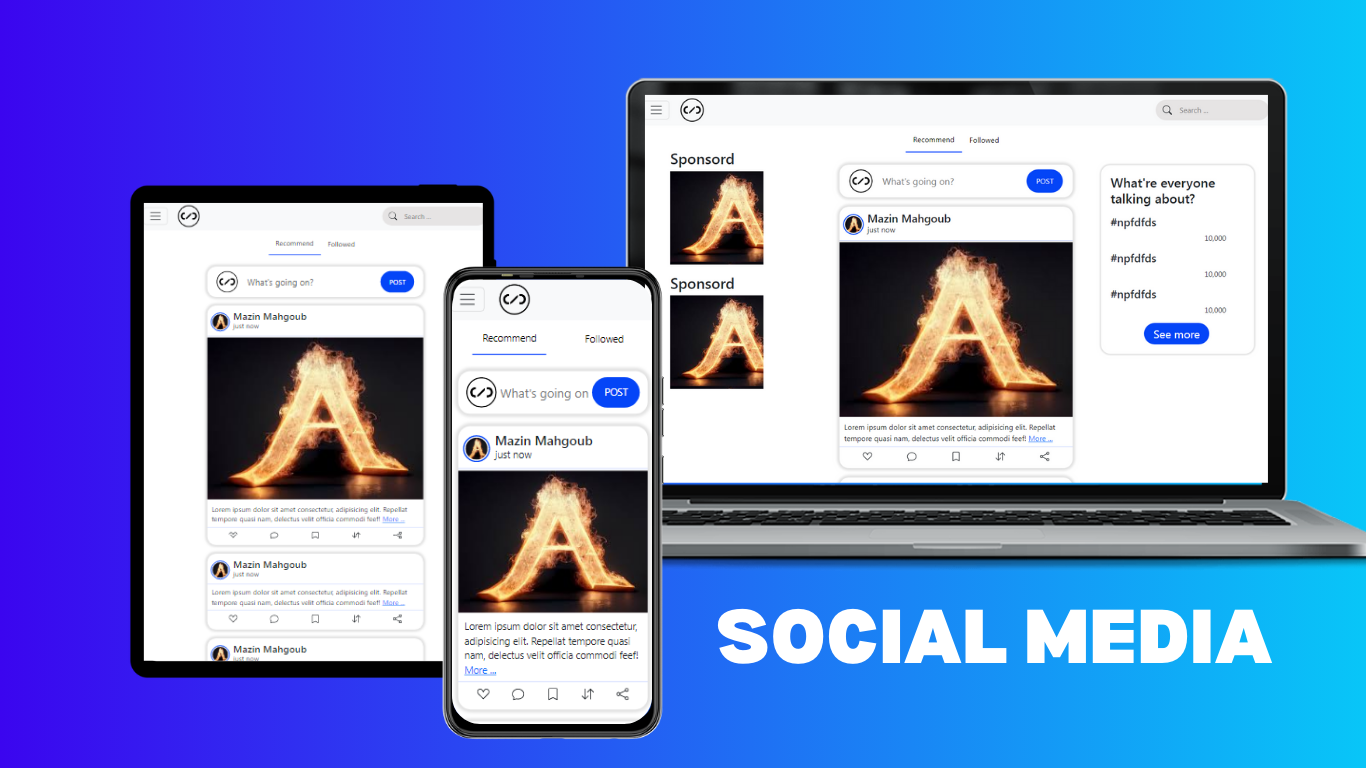 Search ...
Recommend
Followed
What's going on?
POST
Mazin Mahgoub
just now
Lorem ipsum dolor sit amet consectetur, adipisicing elit. Repellat
tempore quasi nam, delectus velit officia commodi feef! More ...
Mazin Mahgoub
just now
Lorem ipsum dolor sit amet consectetur, adipisicing elit. Repellat
tempore quasi nam, delectus velit officia commodi feef! More ...
Mazin Mahgoub
just now
Recommend
Followed
What's going on
POST
Mazin Mahgoub
just now
Lorem ipsum dolor sit amet consectetur,
adipisicing elit. Repellat tempore quasi
nam, delectus velit officia commodi feef!
More ...
Search ...
Recommend
Followed
Sponsord
A
Sponsord
A
What's going on?
POST
Mazin Mahgoub
just now
A
Lorem ipsum dolor sit amet consectetur, adipisicing elit. Repellat
tempore quasi nam, delectus velit officia commodi feef! More ...
What're everyone
talking about?
#npfdfds
10,000
#npfdfds
10,000
#npfdfds
10,000
See more
SOCIAL MEDIA